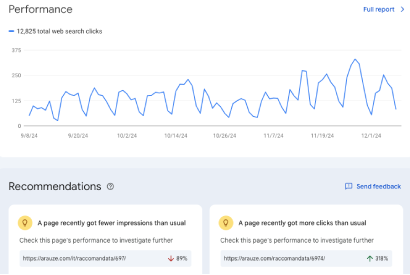 Performance
Full report
12,825 total web search clicks
375
250
125
0
9/8/24
9/20/24
10/2/24
10/14/24
10/26/24
11/7/24
11/19/24
12/1/24
Recommendations
Send feedback
A page recently got fewer impressions than usual
Check this page's performance to investigate further
https://arauze.com/it/raccomandata/697/
89%
A page recently got more clicks than usual
Check this page's performance to investigate further
https://arauze.com/it/raccomandata/6974/
318%